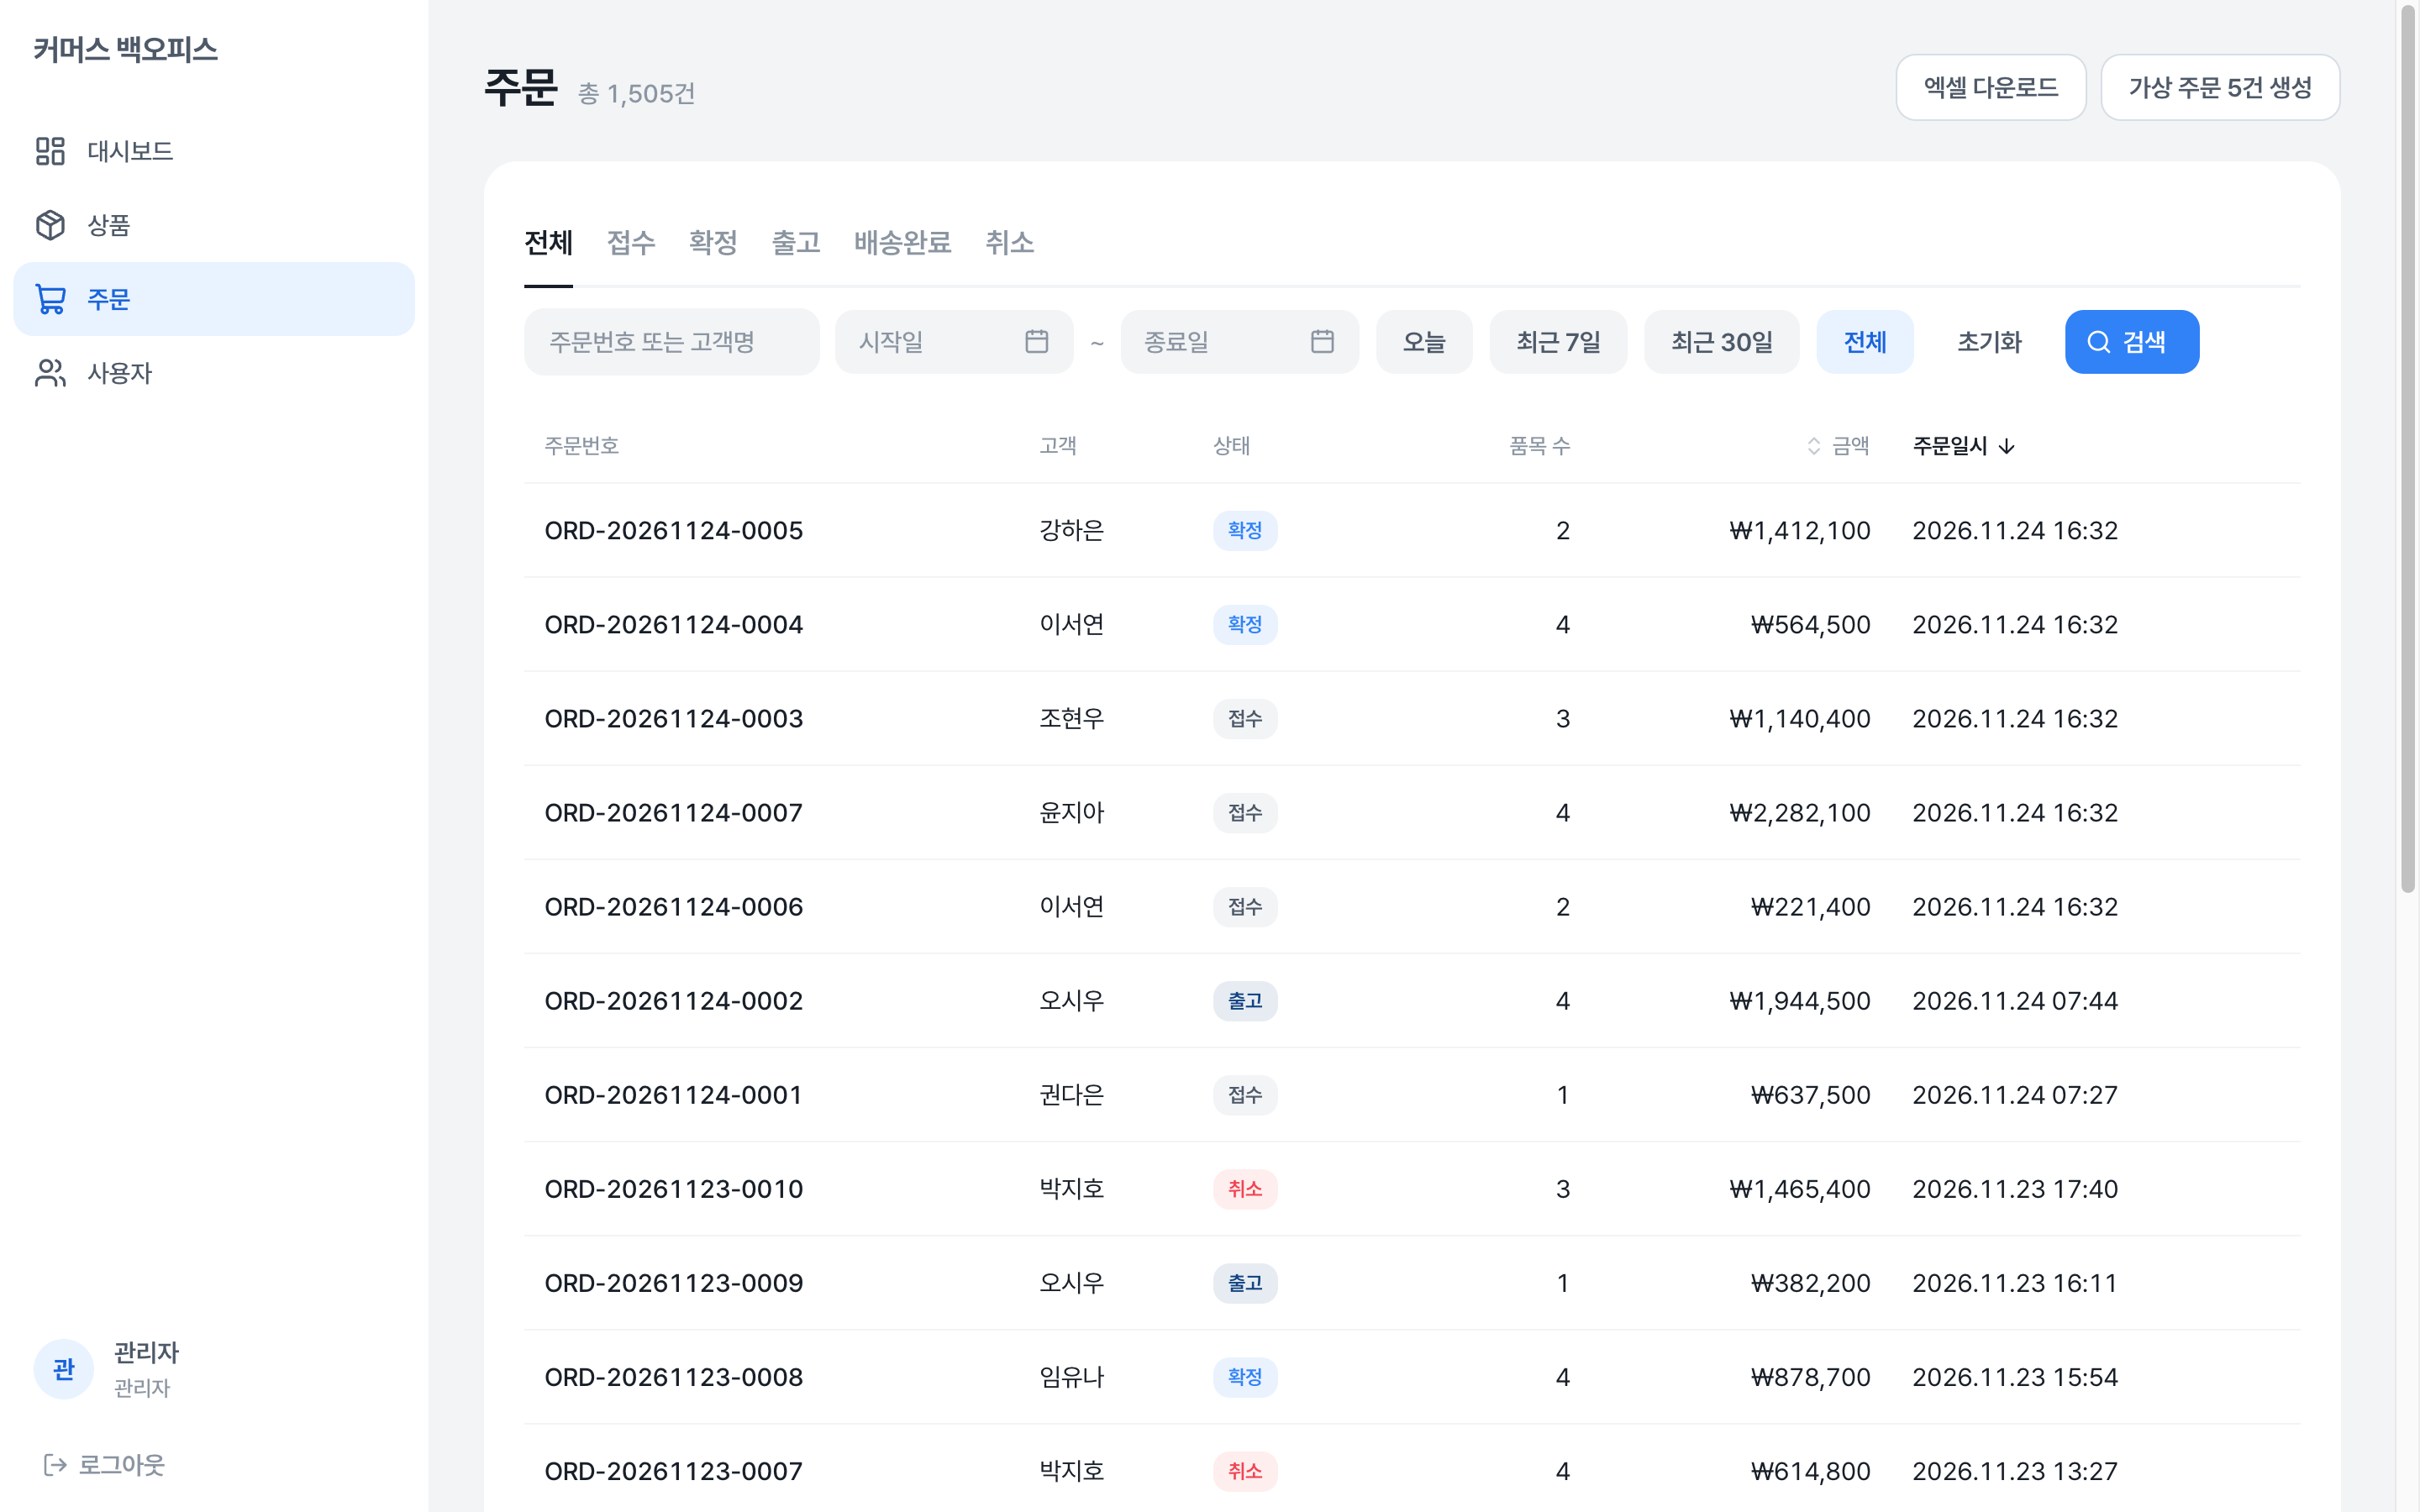 커머스 백오피스
대시보드
상품
주문
사용자
관
관리자
관리자
로그아웃
주문 총 1,505건
엑셀 다운로드
가상 주문 5건 생성
전체 접수 확정 출고 배송완료 취소
주문번호 또는 고객명 시작일 ~ 종료일 오늘 최근 7일 최근 30일 전체 초기화 검색
주문번호 고객 상태 품목 수 금액 주문일시
ORD-20261124-0005 강하은 확정 2 ₩1,412,100 2026.11.24 16:32
ORD-20261124-0004 이서연 확정 4 ₩564,500 2026.11.24 16:32
ORD-20261124-0003 조현우 접수 3 ₩1,140,400 2026.11.24 16:32
ORD-20261124-0007 윤지아 접수 4 ₩2,282,100 2026.11.24 16:32
ORD-20261124-0006 이서연 접수 2 ₩221,400 2026.11.24 16:32
ORD-20261124-0002 오시우 출고 4 ₩1,944,500 2026.11.24 07:44
ORD-20261124-0001 권다은 접수 1 ₩637,500 2026.11.24 07:27
ORD-20261123-0010 박지호 취소 3 ₩1,465,400 2026.11.23 17:40
ORD-20261123-0009 오시우 출고 1 ₩382,200 2026.11.23 16:11
ORD-20261123-0008 임유나 확정 4 ₩878,700 2026.11.23 15:54
ORD-20261123-0007 박지호 취소 4 ₩614,800 2026.11.23 13:27